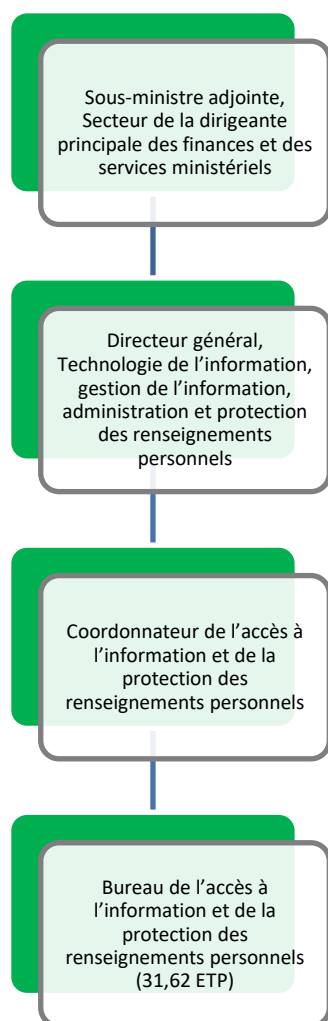 Sous-ministre adjointe,
Secteur de la dirigeante
principale des finances et des
services ministériels
Directeur général,
Technologie de l’information,
gestion de l’information,
administration et protection
des renseignements
personnels
Coordonnateur de l’accès à
l’information et de la
protection des
renseignements personnels
Bureau de l’accès à
l’information et de la
protection des
renseignements personnels
(31,62 ETP)